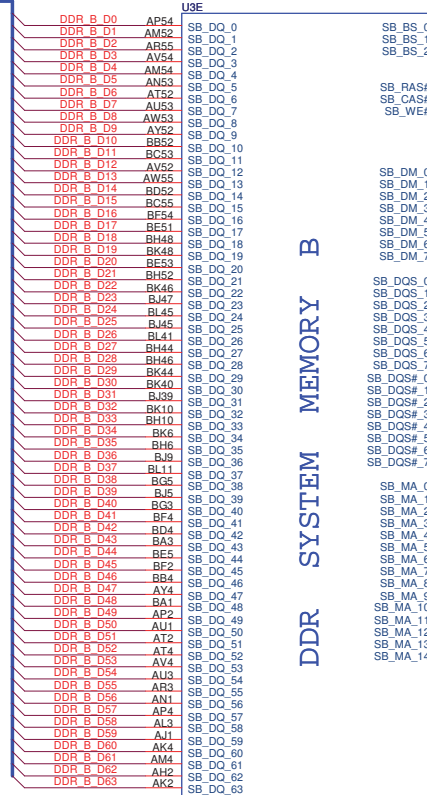 U3E
DDR_B_D0 AP54 SB_DQ_0 SB_BS_0
DDR_B_D1 AM52 SB_DQ_1 SB_BS_1
DDR_B_D2 AR55 SB_DQ_2 SB_BS_2
DDR_B_D3 AV54 SB_DQ_3
DDR_B_D4 AM54 SB_DQ_4
DDR_B_D5 AN53 SB_DQ_5 SB_RAS#
DDR_B_D6 AT52 SB_DQ_6 SB_CAS#
DDR_B_D7 AU53 SB_DQ_7 SB_WE#
DDR_B_D8 AW53 SB_DQ_8
DDR_B_D9 AY52 SB_DQ_9
DDR_B_D10 BB52 SB_DQ_10
DDR_B_D11 BC53 SB_DQ_11
DDR_B_D12 AV52 SB_DQ_12 SB_DM_0
DDR_B_D13 AW55 SB_DQ_13 SB_DM_1
DDR_B_D14 BD52 SB_DQ_14 SB_DM_2
DDR_B_D15 BC55 SB_DQ_15 SB_DM_3
DDR_B_D16 BF54 SB_DQ_16 SB_DM_4
DDR_B_D17 BE51 SB_DQ_17 SB_DM_5
DDR_B_D18 BH48 SB_DQ_18 SB_DM_6
DDR_B_D19 BK48 SB_DQ_19 SB_DM_7
DDR_B_D20 BE53 SB_DQ_20
DDR_B_D21 BH52 SB_DQ_21 SB_DQS_0
DDR_B_D22 BK46 SB_DQ_22 SB_DQS_1
DDR_B_D23 BJ47 SB_DQ_23 SB_DQS_2
DDR_B_D24 BL45 SB_DQ_24 SB_DQS_3
DDR_B_D25 BJ45 SB_DQ_25 SB_DQS_4
DDR_B_D26 BL41 SB_DQ_26 SB_DQS_5
DDR_B_D27 BH44 SB_DQ_27 SB_DQS_6
DDR_B_D28 BH46 SB_DQ_28 SB_DQS_7
DDR_B_D29 BK44 SB_DQ_29 SB_DQS#_0
DDR_B_D30 BK40 SB_DQ_30 SB_DQS#_1
DDR_B_D31 BJ39 SB_DQ_31 SB_DQS#_2
DDR_B_D32 BK10 SB_DQ_32 SB_DQS#_3
DDR_B_D33 BH10 SB_DQ_33 SB_DQS#_4
DDR_B_D34 BK6 SB_DQ_34 SB_DQS#_5
DDR_B_D35 BH6 SB_DQ_35 SB_DQS#_6
DDR_B_D36 BJ9 SB_DQ_36 SB_DQS#_7
DDR_B_D37 BL11 SB_DQ_37
DDR_B_D38 BG5 SB_DQ_38 SB_MA_0
DDR_B_D39 BJ5 SB_DQ_39 SB_MA_1
DDR_B_D40 BG3 SB_DQ_40 SB_MA_2
DDR_B_D41 BF4 SB_DQ_41 SB_MA_3
DDR_B_D42 BD4 SB_DQ_42 SB_MA_4
DDR_B_D43 BA3 SB_DQ_43 SB_MA_5
DDR_B_D44 BE5 SB_DQ_44 SB_MA_6
DDR_B_D45 BF2 SB_DQ_45 SB_MA_7
DDR_B_D46 BB4 SB_DQ_46 SB_MA_8
DDR_B_D47 AY4 SB_DQ_47 SB_MA_9
DDR_B_D48 BA1 SB_DQ_48 SB_MA_10
DDR_B_D49 AP2 SB_DQ_49 SB_MA_11
DDR_B_D50 AU1 SB_DQ_50 SB_MA_12
DDR_B_D51 AT2 SB_DQ_51 SB_MA_13
DDR_B_D52 AT4 SB_DQ_52 SB_MA_14
DDR_B_D53 AV4 SB_DQ_53
DDR_B_D54 AU3 SB_DQ_54
DDR_B_D55 AR3 SB_DQ_55
DDR_B_D56 AN1 SB_DQ_56
DDR_B_D57 AP4 SB_DQ_57
DDR_B_D58 AL3 SB_DQ_58
DDR_B_D59 AJ1 SB_DQ_59
DDR_B_D60 AK4 SB_DQ_60
DDR_B_D61 AM4 SB_DQ_61
DDR_B_D62 AH2 SB_DQ_62
DDR_B_D63 AK2 SB_DQ_63
DDR SYSTEM MEMORY B